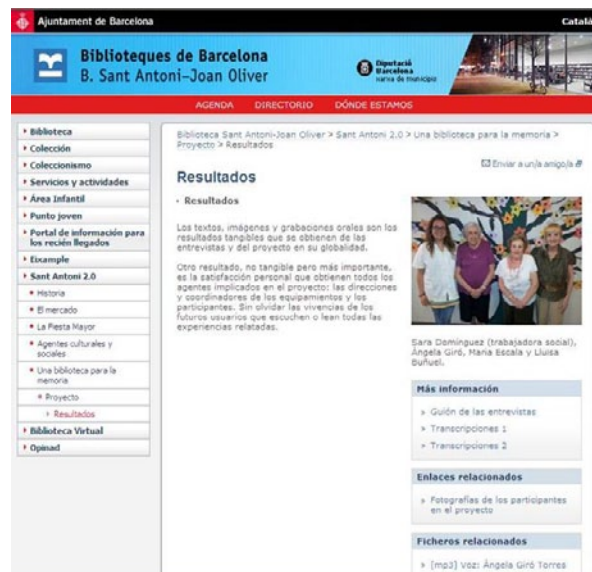 Ajuntament de Barcelona
Català
Biblioteques de Barcelona
B. Sant Antoni-Joan Oliver
Diputació
Barcelona
xarxa de municipis
AGENDA DIRECTORIO DÓNDE ESTAMOS
Biblioteca
Colección
Coleccionismo
Servicios y actividades
Área Infantil
Punto joven
Portal de información para
los recién llegados
Eixample
Sant Antoni 2.0
Historia
El mercado
La Fiesta Mayor
Agentes culturales y
sociales
Una biblioteca para la
memoria
Proyecto
Resultados
Biblioteca Virtual
Opinad
Biblioteca Sant Antoni-Joan Oliver > Sant Antoni 2.0 > Una biblioteca para la memoria >
Proyecto > Resultados
Enviar a un/a amigo/a
Resultados
· Resultados
Los textos, imágenes y grabaciones orales son los
resultados tangibles que se obtienen de las
entrevistas y del proyecto en su globalidad.
Otro resultado, no tangible pero más importante,
es la satisfacción personal que obtienen todos los
agentes implicados en el proyecto: las direcciones
y coordinadores de los equipamientos y los
participantes. Sin olvidar las vivencias de los
futuros usuarios que escuchen o lean todas las
experiencias relatadas.
Sara Dominguez (trabajadora social),
Àngela Giró, Maria Escala y Lluisa
Buñuel.
Más información
» Guión de las entrevistas
» Transcripciones 1
» Transcripciones 2
Enlaces relacionados
» Fotografías de los participantes
en el proyecto
Ficheros relacionados
» [mp3] Voz: Àngela Giró Torres